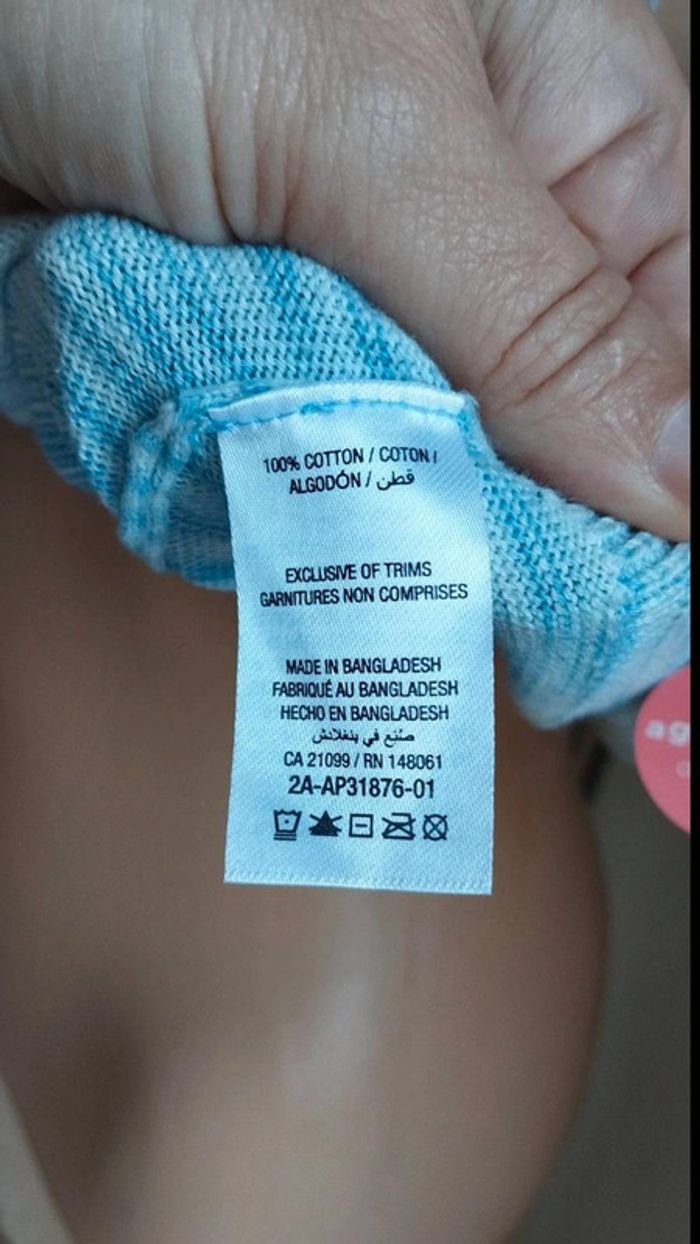 100% COTTON / COTON /
ALGODÓN / قطن
EXCLUSIVE OF TRIMS
GARNITURES NON COMPRISES
MADE IN BANGLADESH
FABRIQUÉ AU BANGLADESH
HECHO EN BANGLADESH
صنع في بنغلادش
CA 21099 / RN 148061
2A-AP31876-01